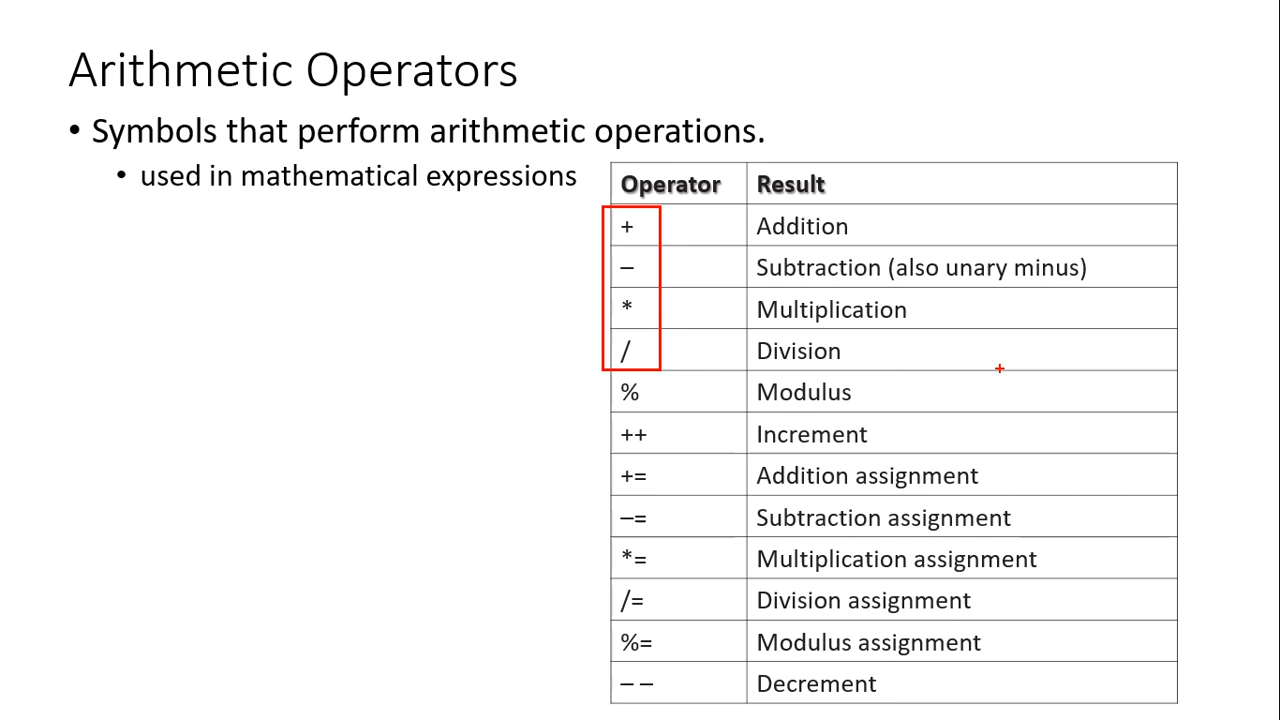 Arithmetic Operators
• Symbols that perform arithmetic operations.
• used in mathematical expressions
Operator Result
+ Addition
– Subtraction (also unary minus)
* Multiplication
/ Division
% Modulus
++ Increment
+= Addition assignment
–= Subtraction assignment
*= Multiplication assignment
/= Division assignment
%= Modulus assignment
– – Decrement